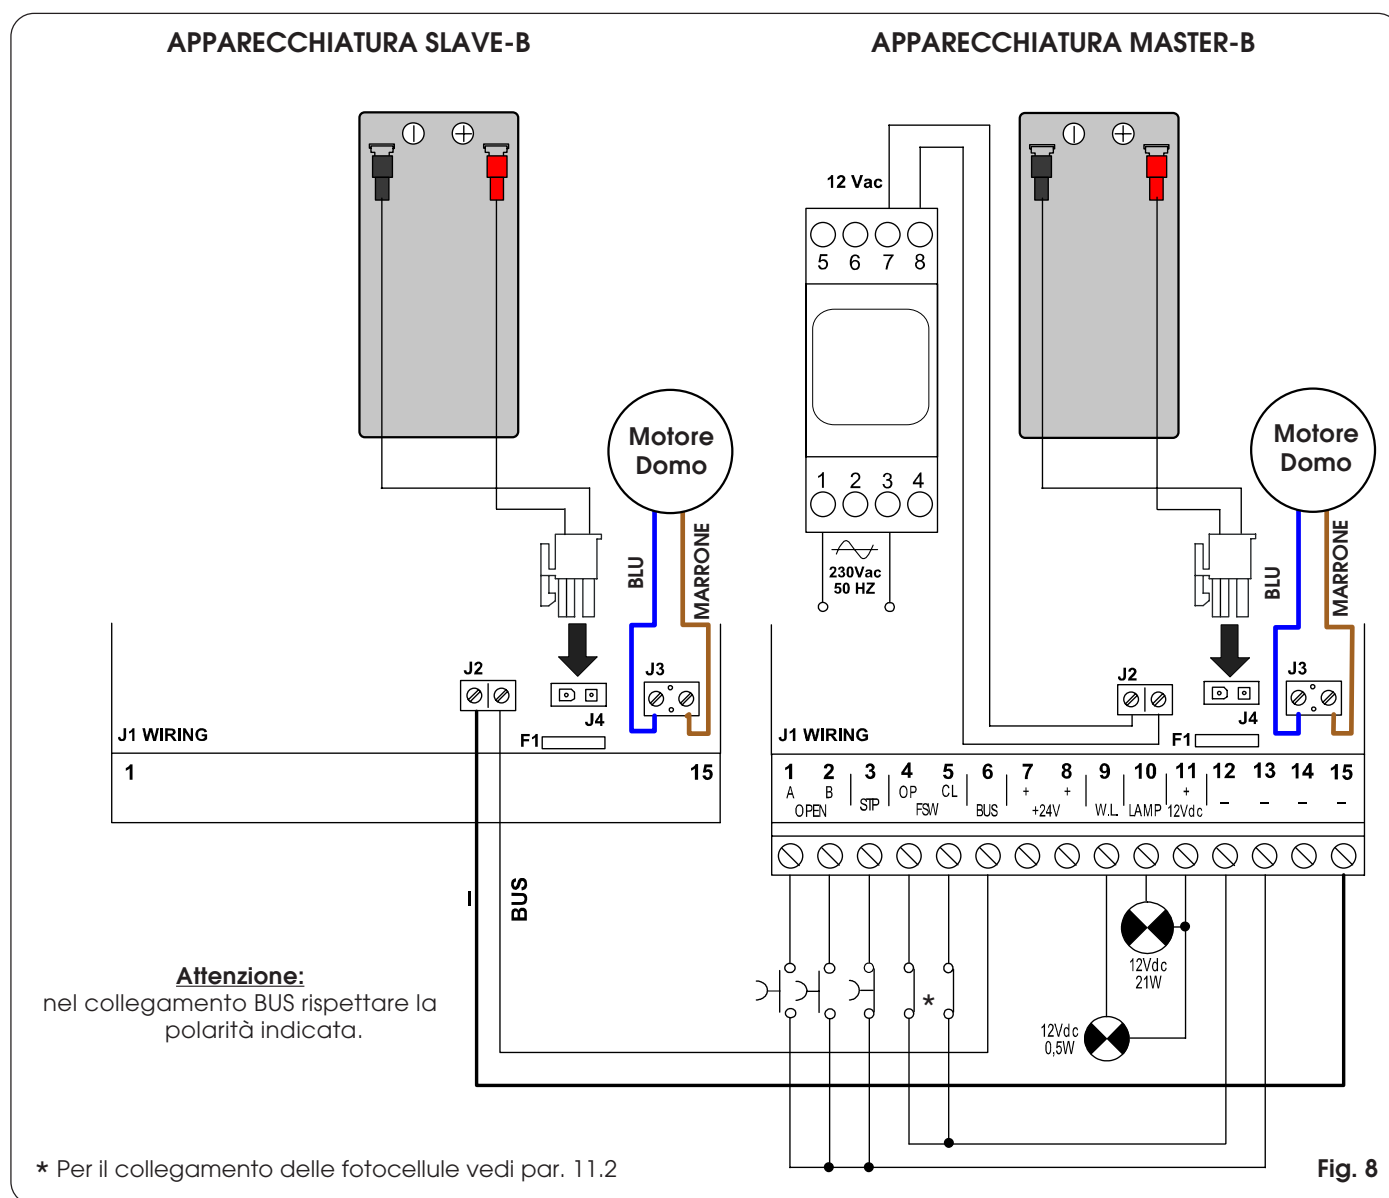 APPARECCHIATURA SLAVE-B
APPARECCHIATURA MASTER-B
12 Vac
5 6 7 8
1 2 3 4
230Vac
50 HZ
Motore
Domo
BLU
MARRONE
J2
J3
J4
F1
J1 WIRING
1 15
Motore
Domo
BLU
MARRONE
J2
J3
J4
F1
J1 WIRING
1 2 3 4 5 6 7 8 9 10 11 12 13 14 15
A B OP CL + + + – – – –
OPEN STP FSW BUS +24V W.L. LAMP 12Vdc
I
BUS
*
12Vdc
21W
12Vdc
0,5W
Attenzione:
nel collegamento BUS rispettare la
polarità indicata.
* Per il collegamento delle fotocellule vedi par. 11.2
Fig. 8